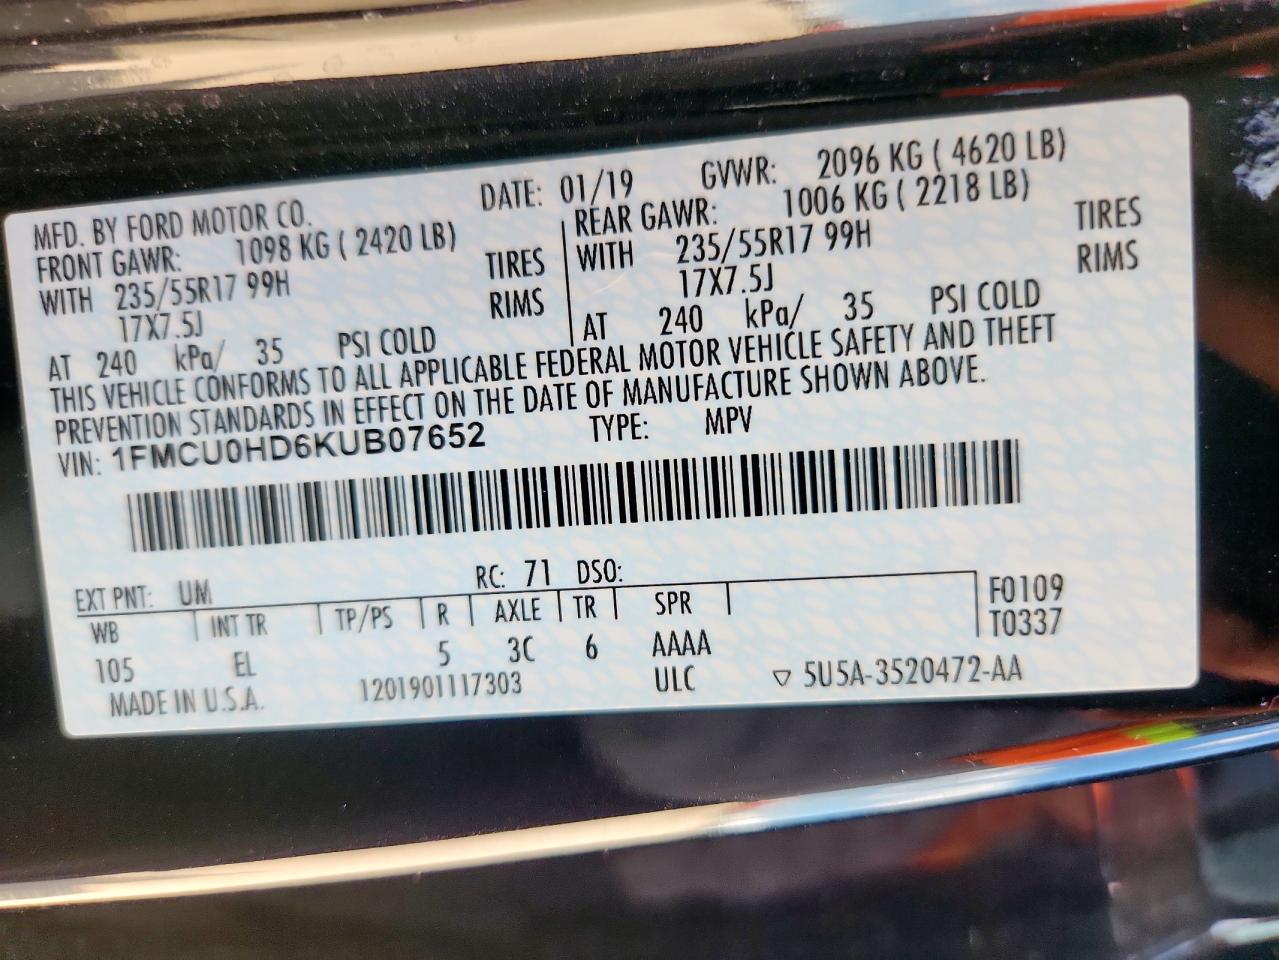 MFD. BY FORD MOTOR CO. DATE: 01/19 GVWR: 2096 KG ( 4620 LB)
FRONT GAWR: 1098 KG ( 2420 LB) REAR GAWR: 1006 KG ( 2218 LB)
WITH 235/55R17 99H TIRES WITH 235/55R17 99H TIRES
17X7.5J RIMS 17X7.5J RIMS
AT 240 kPa/ 35 PSI COLD AT 240 kPa/ 35 PSI COLD
THIS VEHICLE CONFORMS TO ALL APPLICABLE FEDERAL MOTOR VEHICLE SAFETY AND THEFT
PREVENTION STANDARDS IN EFFECT ON THE DATE OF MANUFACTURE SHOWN ABOVE.
VIN: 1FMCU0HD6KUB07652 TYPE: MPV
EXT PNT: UM RC: 71 DSO:
WB INT TR TP/PS R AXLE TR SPR F0109
T0337
105 EL 5 3C 6 AAAA
MADE IN U.S.A. 1201901117303 ULC ▽ 5U5A-3520472-AA